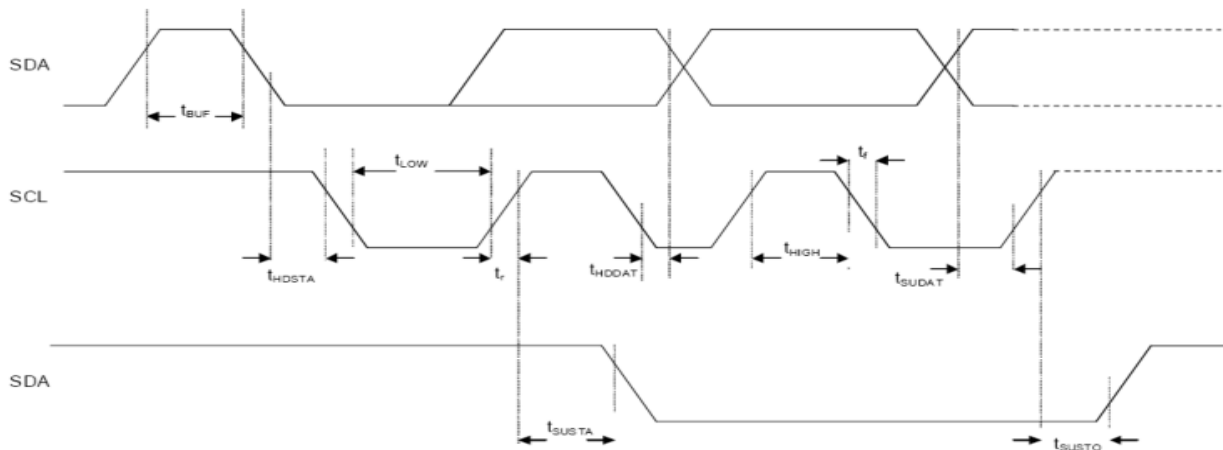 SDA
tBUF
tLOW
tf
SCL
tHDSTA
tr
tHDDAT
tHIGH
tSUDAT
SDA
tSUSTA
tSUSTO